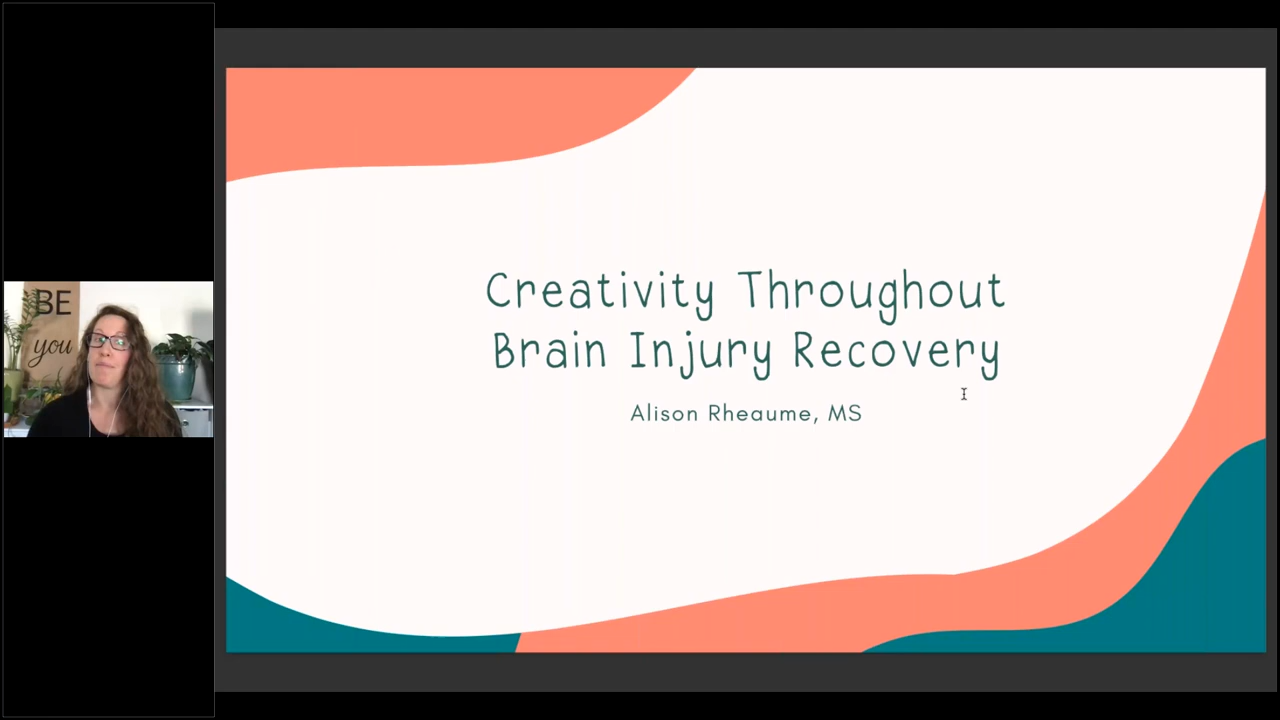 BE
you
Creativity Throughout
Brain Injury Recovery
Alison Rheaume, MS